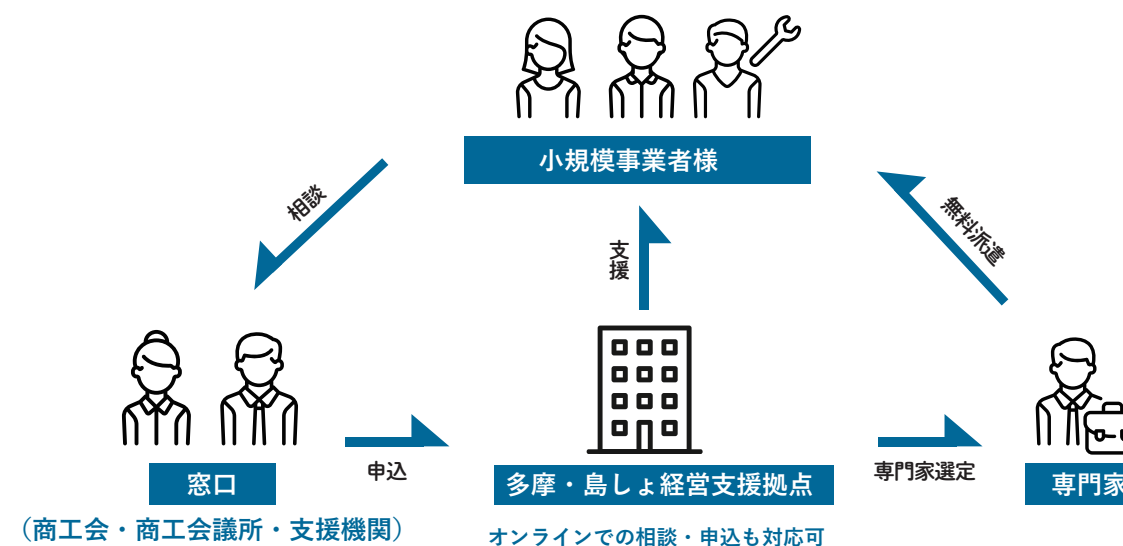 小規模事業者様
相談
支援
無料派遣
窓口
申込
多摩・島しょ経営支援拠点
専門家選定
専門家
（商工会・商工会議所・支援機関）
オンラインでの相談・申込も対応可